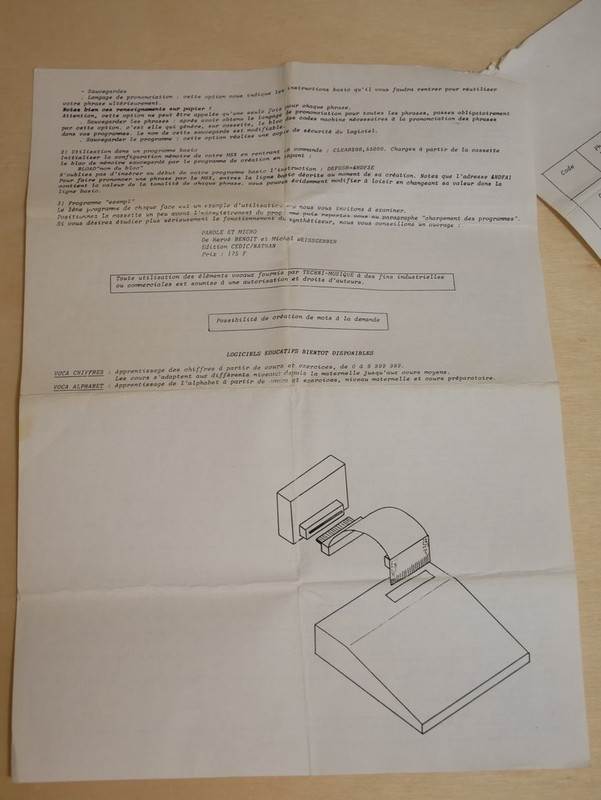 - Sauvegardes
. Langage de prononciation : cette option nous indique les instructions basic qu'il vous faudra rentrer pour réutiliser
votre phrase ultérieurement.
Notes bien ces renseignements sur papier !
Attention, cette option ne peut être appelée qu'une seule fois pour chaque phrase.
. Sauvegarder les phrases : après avoir obtenu le langage de prononciation pour toutes les phrases, passes obligatoirement
par cette option. C'est elle qui génère, sur cassette, le bloc des codes machine nécessaires à la prononciation des phrases
dans vos programmes. Le nom de cette sauvegarde est modifiable.
. Sauvegarder le programme : cette option réalise une copie de sécurité du logiciel.
2) Utilisation dans un programme basic
Initialiser la configuration mémoire de votre MSX en rentrant la commande : CLEAR200,55000. Charges à partir de la cassette
le bloc de mémoire sauvegardé par le programme de création en tapant :
BLOAD"nom du bloc"
N'oublies pas d'insérer au début de votre programme basic l'instruction : DEFUSR=&HDF3E
Pour faire prononcer une phrase par le MSX, entres la ligne basic décrite au moment de sa création. Notes que l'adresse &HDFA1
contient la valeur de la tonalité de chaque phrase. Vous pouvez évidemment modifier à loisir en changeant sa valeur dans la
ligne basic.
3) Programme "exempl"
Le 3ème programme de chaque face est un exemple d'utilisation que nous vous invitons à examiner.
Positionnez la cassette un peu avant l'enregistrement du programme puis reportes vous au paragraphe "chargement des programmes".
Si vous désirez étudier plus sérieusement le fonctionnement du synthétiseur, nous vous conseillons un ouvrage :
PAROLE ET MICRO
De Hervé BENOIT et Michel WEISSGERBER
Edition CEDIC/NATHAN
Prix : 175 F
Toute utilisation des éléments vocaux fournis par TECHNI-MUSIQUE à des fins industrielles
ou commerciales est soumise à une autorisation et droits d'auteurs.
Possibilité de création de mots à la demande
LOGICIELS EDUCATIFS BIENTOT DISPONIBLES
VOCA CHIFFRES : Apprentissage des chiffres à partir de cours et exercices, de 0 à 9 999 999.
Les cours s'adaptent aux différents niveaux depuis la maternelle jusqu'aux cours moyens.
VOCA ALPHABET : Apprentissage de l'alphabet à partir de cours et exercices, niveau maternelle et cours préparatoire.
Code